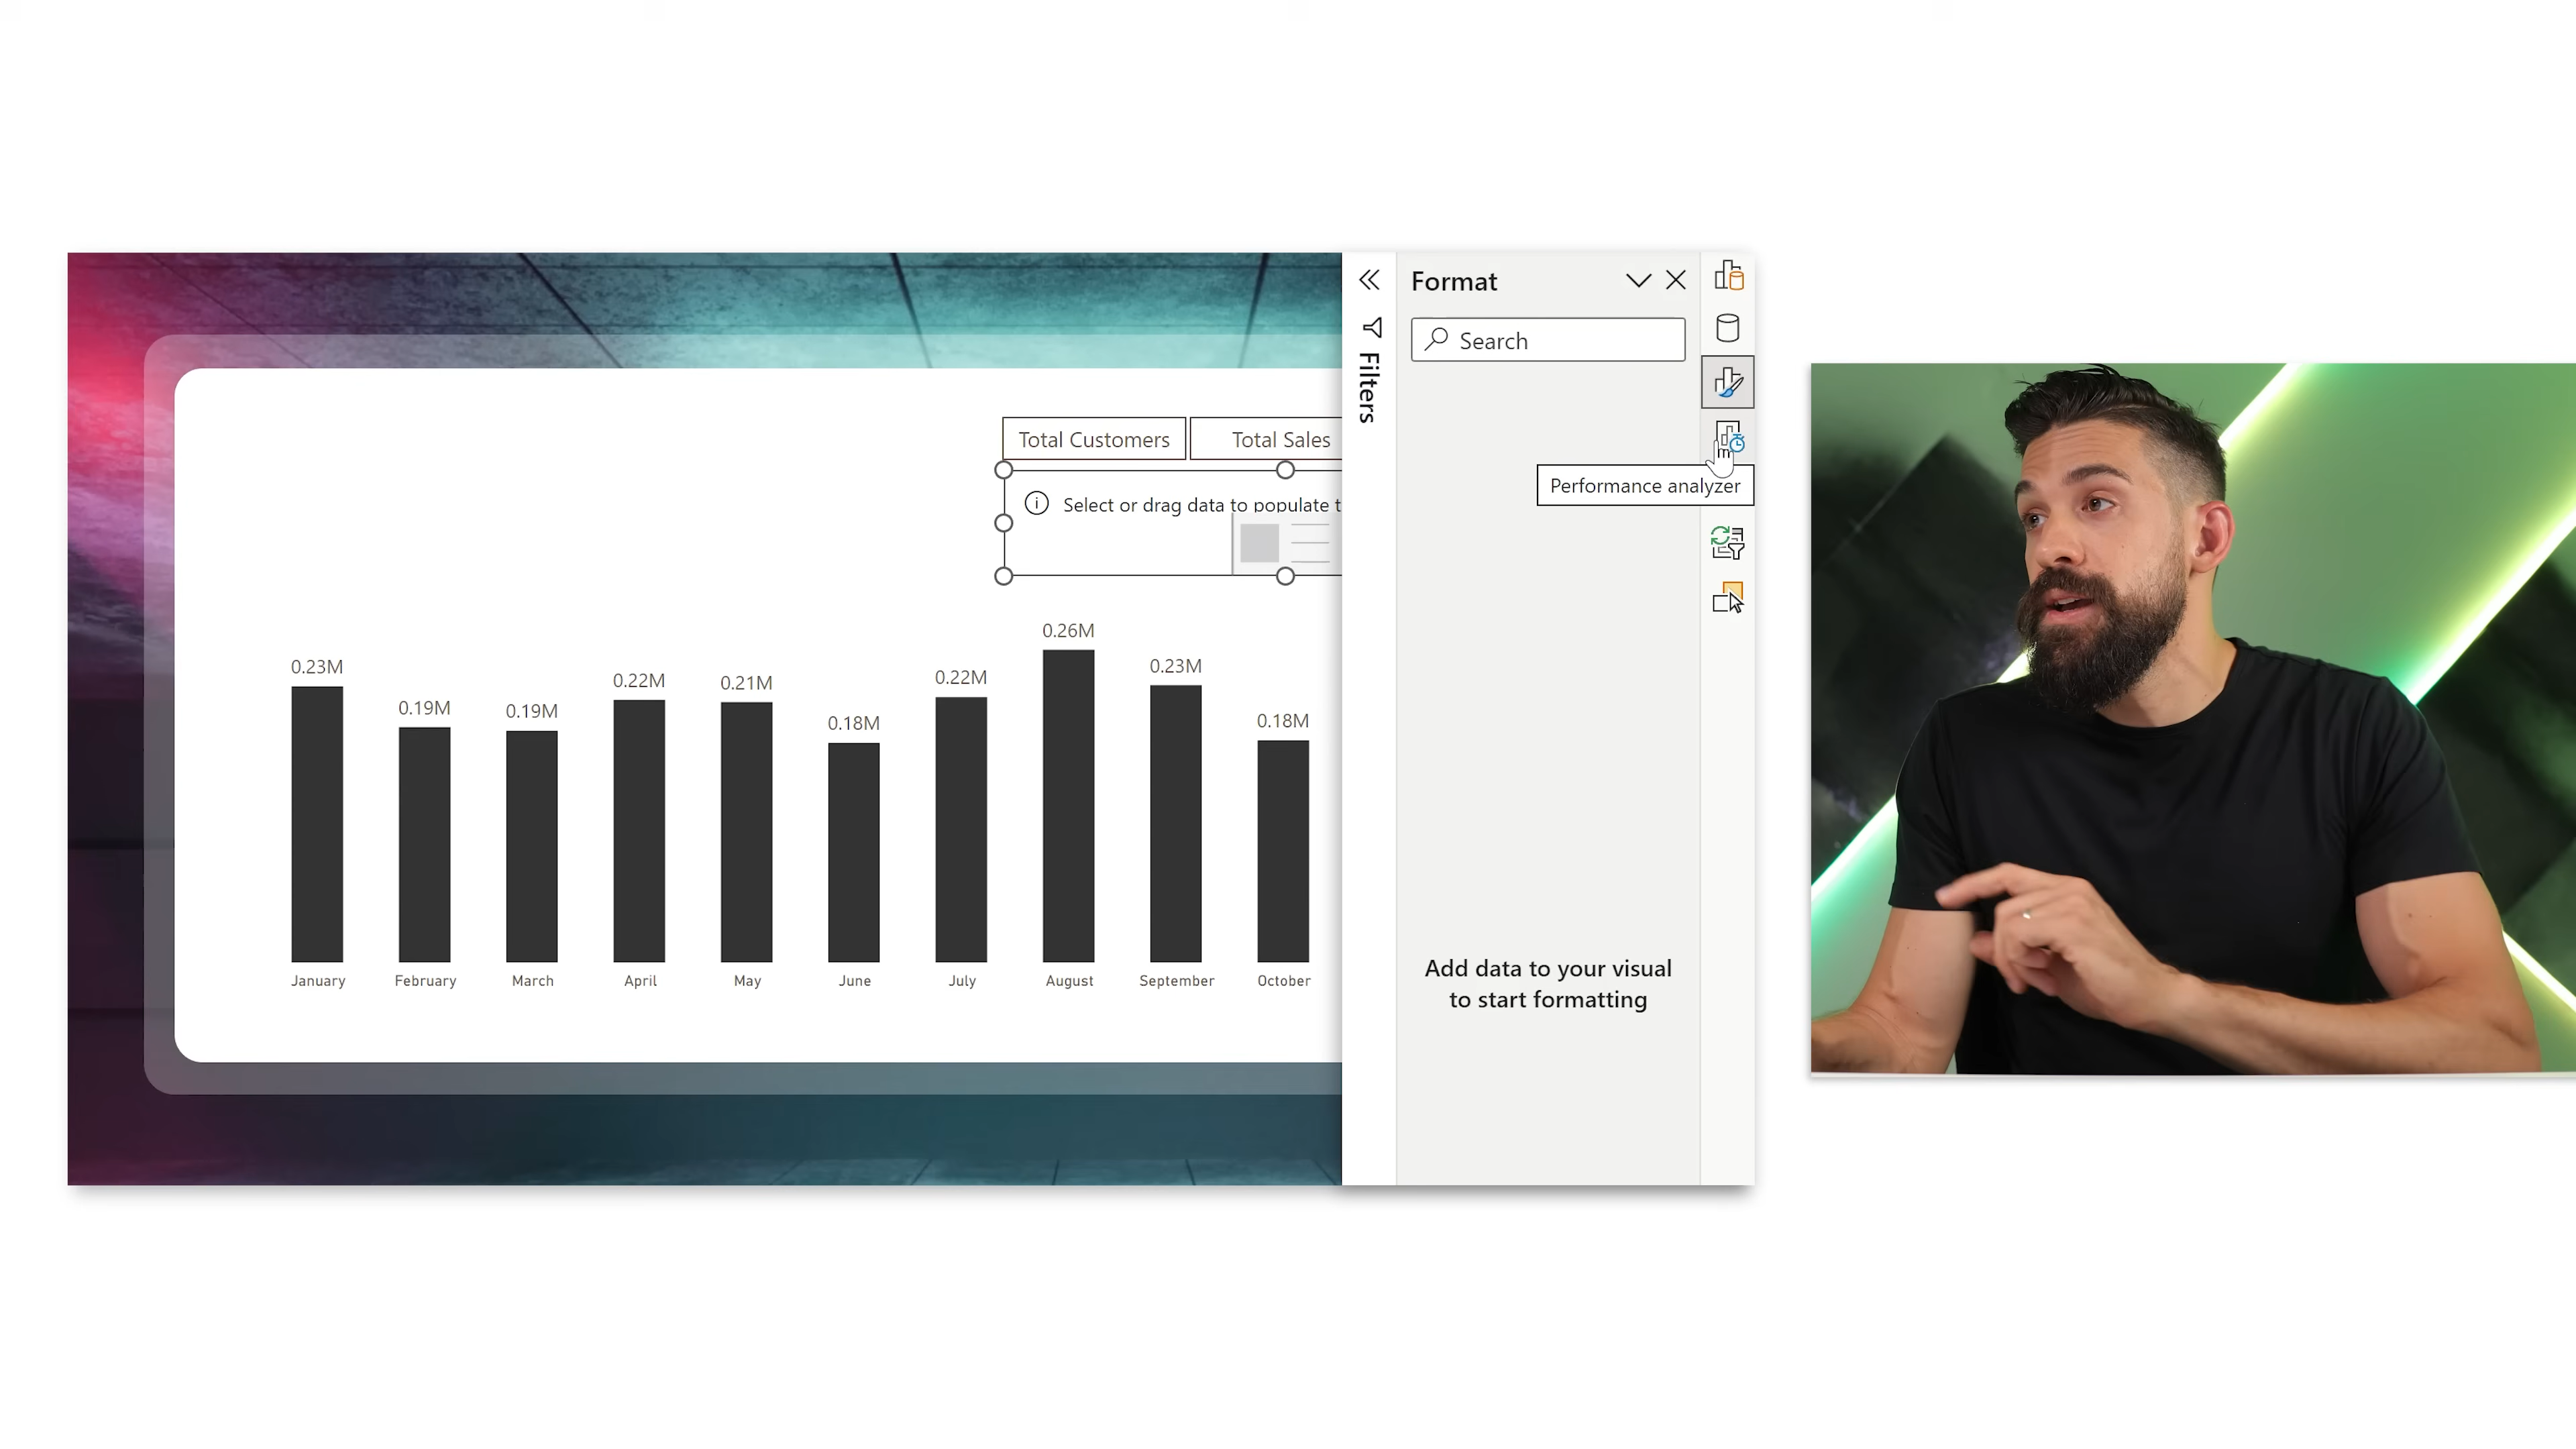 Format
Search
Filters
Total Customers
Total Sales
Performance analyzer
Select or drag data to populate t
0.26M
0.23M
0.23M
0.22M
0.22M
0.21M
0.19M
0.19M
0.18M
0.18M
January
February
March
April
May
June
July
August
September
October
Add data to your visual
to start formatting